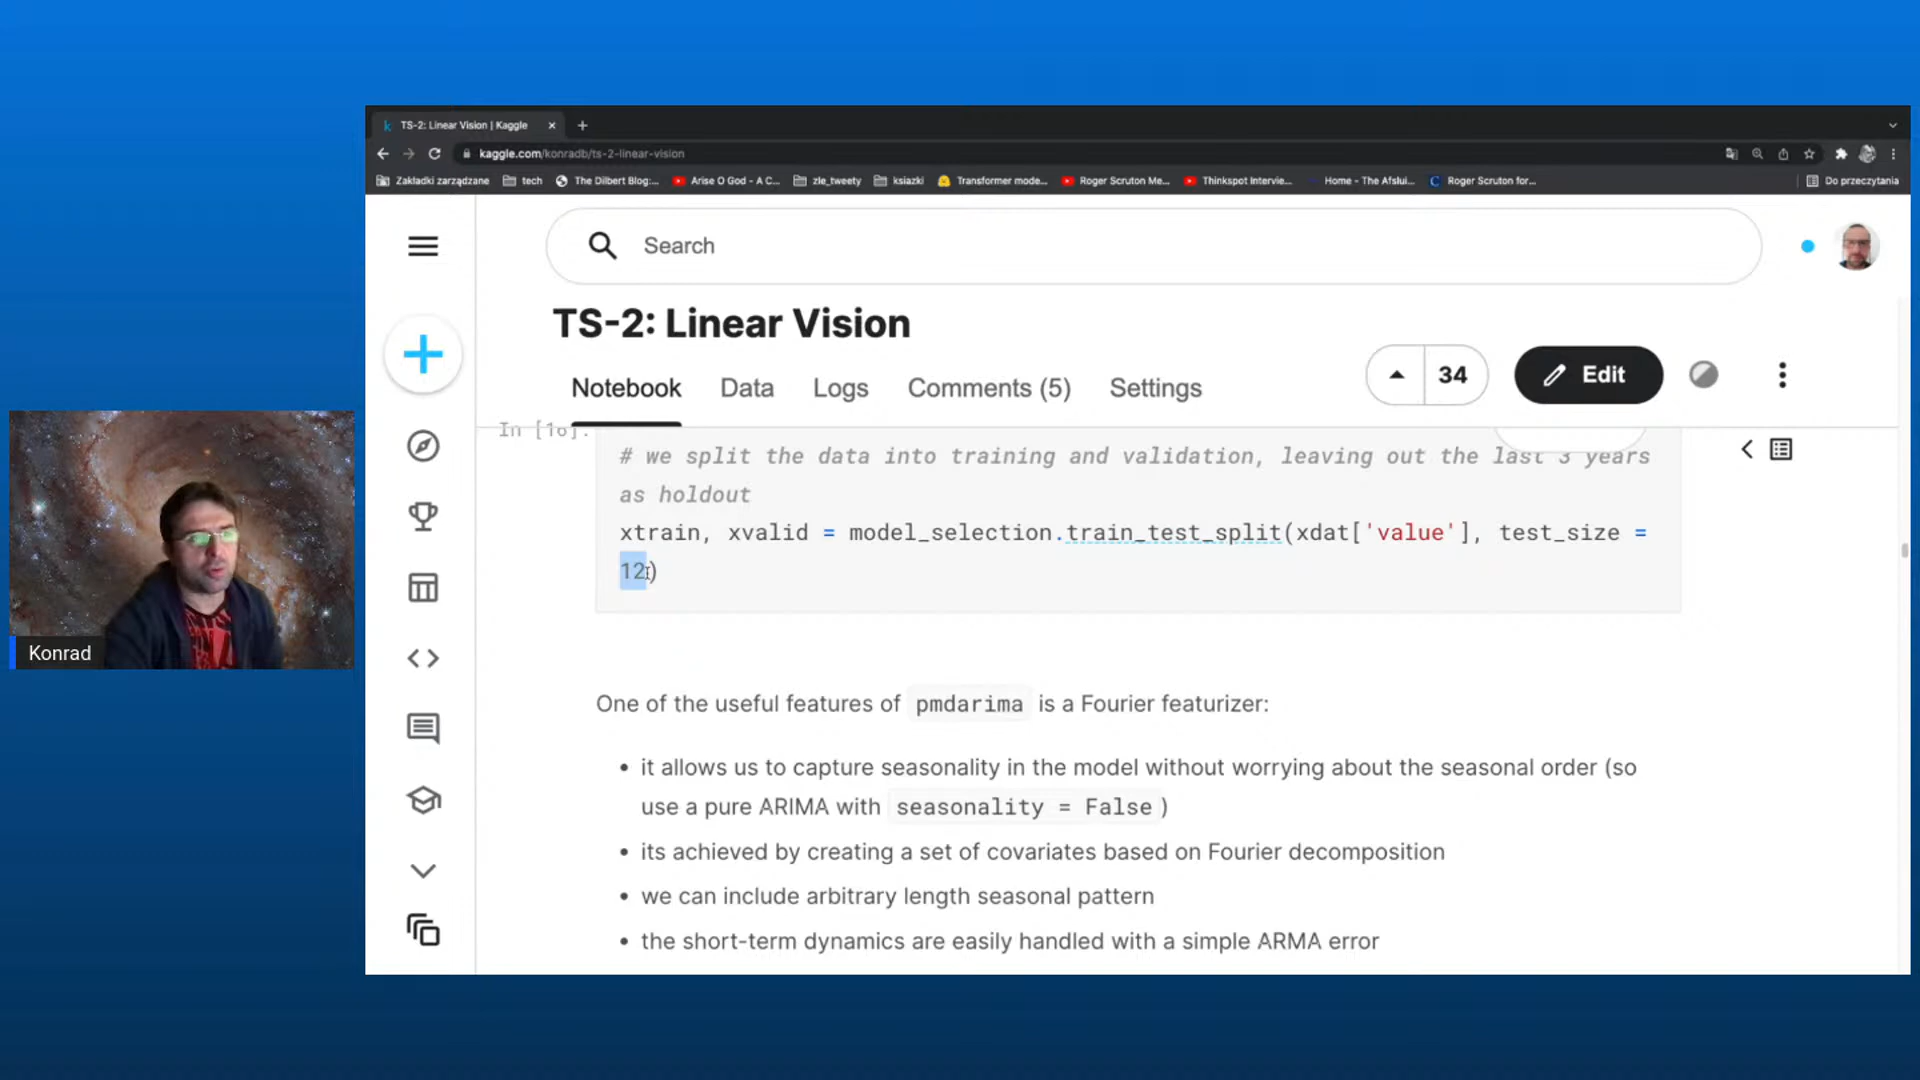 TS-2: Linear Vision | Kaggle
kaggle.com/konradb/ts-2-linear-vision
Zakładki zarządzane tech The Dilbert Blog:... Arise O God - A C... zle_tweety ksiazki Transformer mode... Roger Scruton Me... Thinkspot Intervie... Home - The Afslui... Roger Scruton for... Do przeczytania
Search
TS-2: Linear Vision
Notebook Data Logs Comments (5) Settings
34 Edit
In [16]:
# we split the data into training and validation, leaving out the last 3 years
as holdout
xtrain, xvalid = model_selection.train_test_split(xdat['value'], test_size =
12)
One of the useful features of pmdarima is a Fourier featurizer:
• it allows us to capture seasonality in the model without worrying about the seasonal order (so
use a pure ARIMA with seasonality = False )
• its achieved by creating a set of covariates based on Fourier decomposition
• we can include arbitrary length seasonal pattern
• the short-term dynamics are easily handled with a simple ARMA error
Konrad